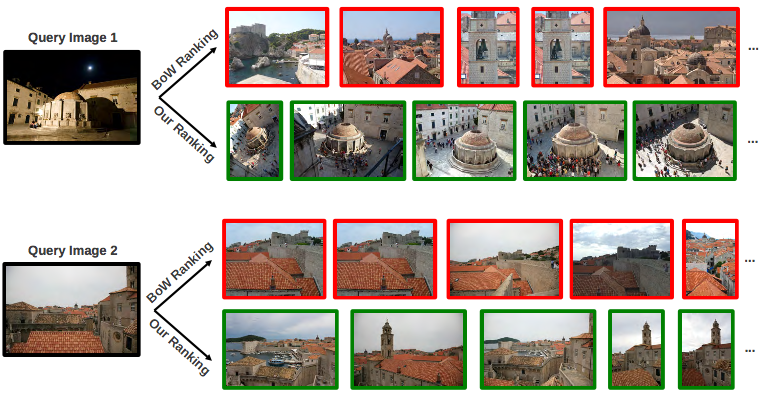 Query Image 1
BoW Ranking
Our Ranking
...
...
Query Image 2
BoW Ranking
Our Ranking
...
...